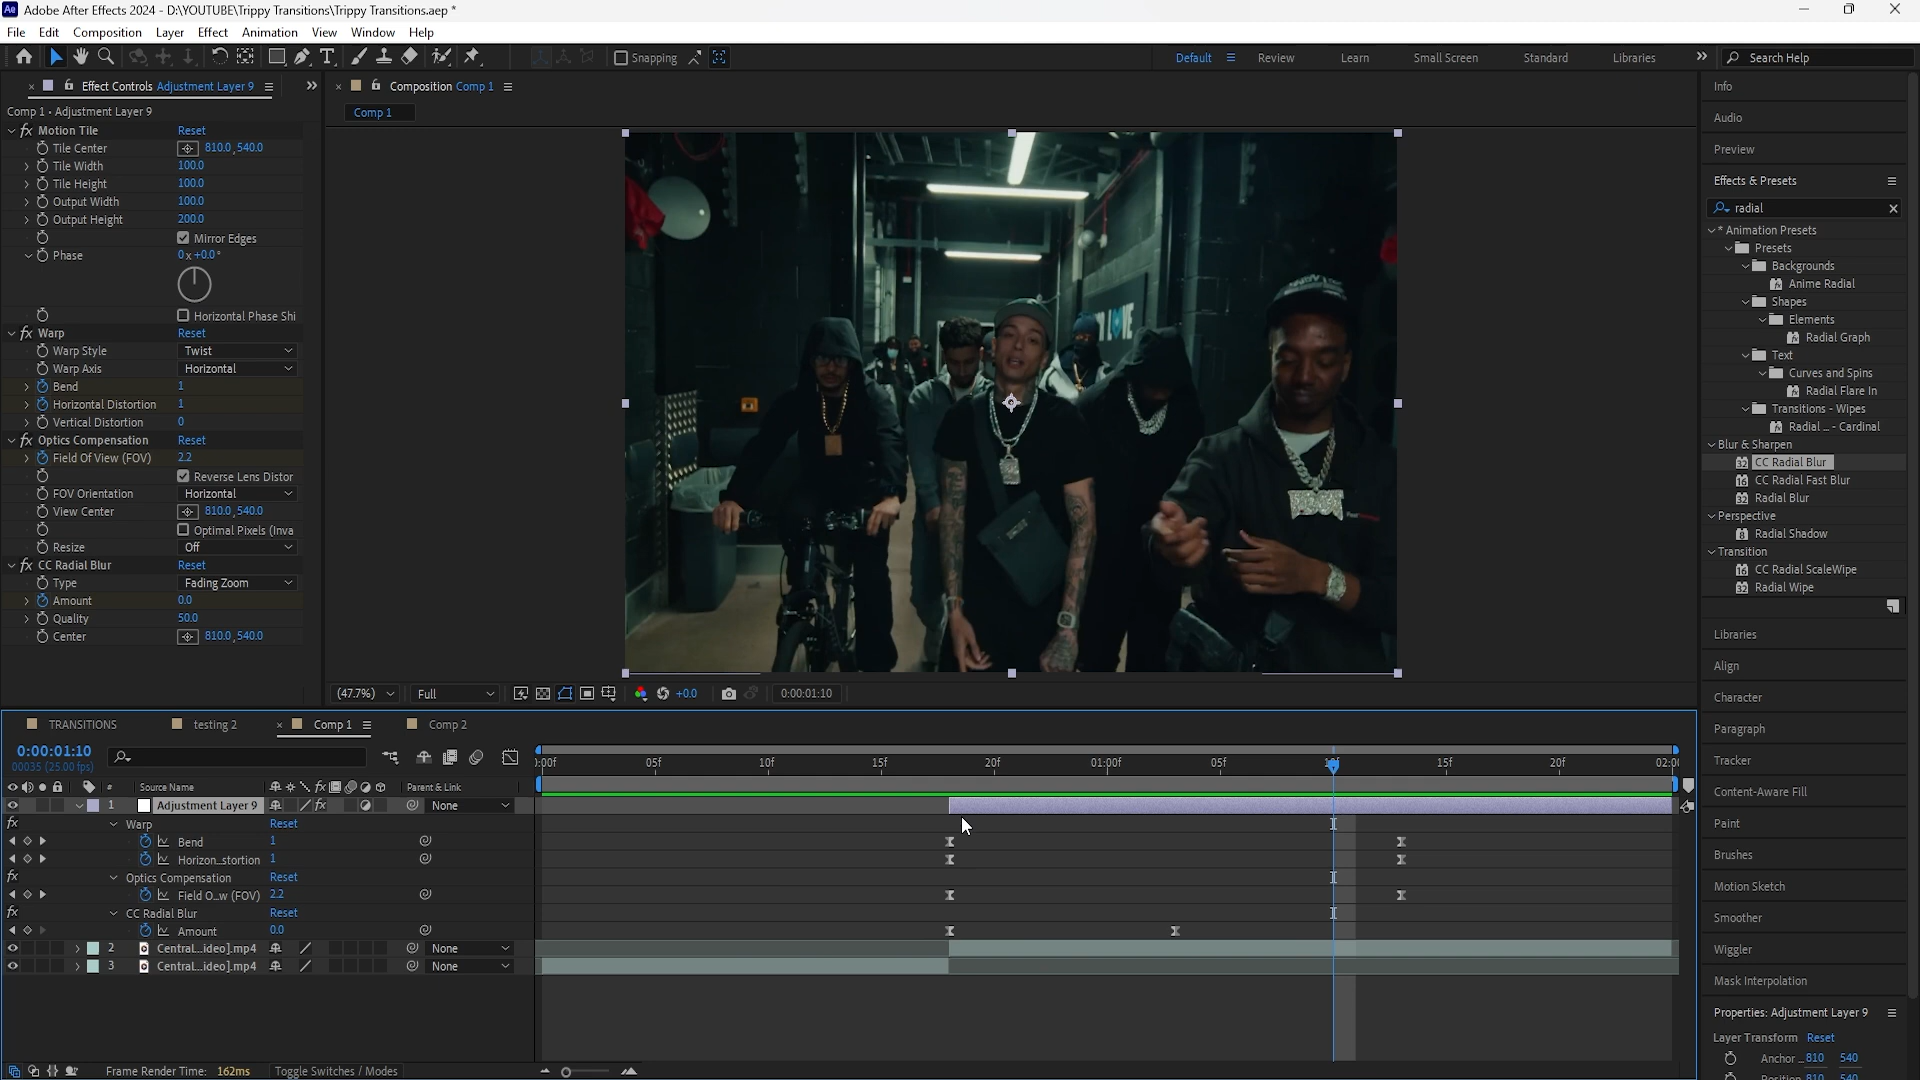 Adobe After Effects 2024 - D:\YOUTUBE\Trippy Transitions\Trippy Transitions.aep *
File Edit Composition Layer Effect Animation View Window Help
Snapping Default Review Learn Small Screen Standard Libraries Search Help
Effect Controls Adjustment Layer 9
Comp 1 • Adjustment Layer 9
Motion Tile Reset
Tile Center 810.0, 540.0
Tile Width 100.0
Tile Height 100.0
Output Width 100.0
Output Height 200.0
Mirror Edges
Phase 0x+0.0°
Horizontal Phase Shi
Warp Reset
Warp Style Twist
Warp Axis Horizontal
Bend 1
Horizontal Distortion 1
Vertical Distortion 0
Optics Compensation Reset
Field Of View (FOV) 2.2
Reverse Lens Distor
FOV Orientation Horizontal
View Center 810.0, 540.0
Optimal Pixels (Inva
Resize Off
CC Radial Blur Reset
Type Fading Zoom
Amount 0.0
Quality 50.0
Center 810.0, 540.0
Composition Comp 1
Comp 1
(47.7%) Full +0.0 0:00:01:10
Info
Audio
Preview
Effects & Presets
radial
* Animation Presets
Presets
Backgrounds
Anime Radial
Shapes
Elements
Radial Graph
Text
Curves and Spins
Radial Flare In
Transitions - Wipes
Radial ... - Cardinal
Blur & Sharpen
CC Radial Blur
CC Radial Fast Blur
Radial Blur
Perspective
Radial Shadow
Transition
CC Radial ScaleWipe
Radial Wipe
Libraries
Align
Character
Paragraph
Tracker
Content-Aware Fill
Paint
Brushes
Motion Sketch
Smoother
Wiggler
Mask Interpolation
Properties: Adjustment Layer 9
Layer Transform Reset
Anchor ... 810 540
Position 810 540
TRANSITIONS testing 2 Comp 1 Comp 2
0:00:01:10
00035 (25.00 fps)
:00f 05f 10f 15f 20f 01:00f 05f 15f 20f 02:00
# Source Name Parent & Link
1 Adjustment Layer 9 None
Warp Reset
Bend 1
Horizon...stortion 1
Optics Compensation Reset
Field O...w (FOV) 2.2
CC Radial Blur Reset
Amount 0.0
2 Central...ideo].mp4 None
3 Central...ideo].mp4 None
Frame Render Time: 162ms Toggle Switches / Modes